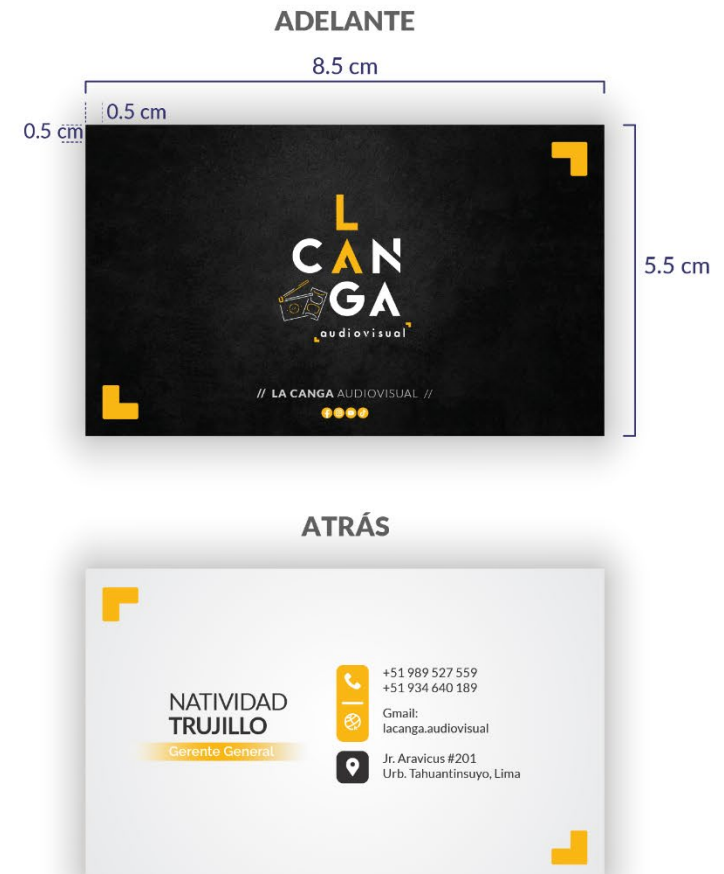 ADELANTE
8.5 cm
0.5 cm
0.5 cm
5.5 cm
L
CAN
GA
audiovisual
// LA CANGA AUDIOVISUAL //
ATRÁS
NATIVIDAD
TRUJILLO
Gerente General
+51 989 527 559
+51 934 640 189
Gmail:
lacanga.audiovisual
Jr. Aravicus #201
Urb. Tahuantinsuyo, Lima